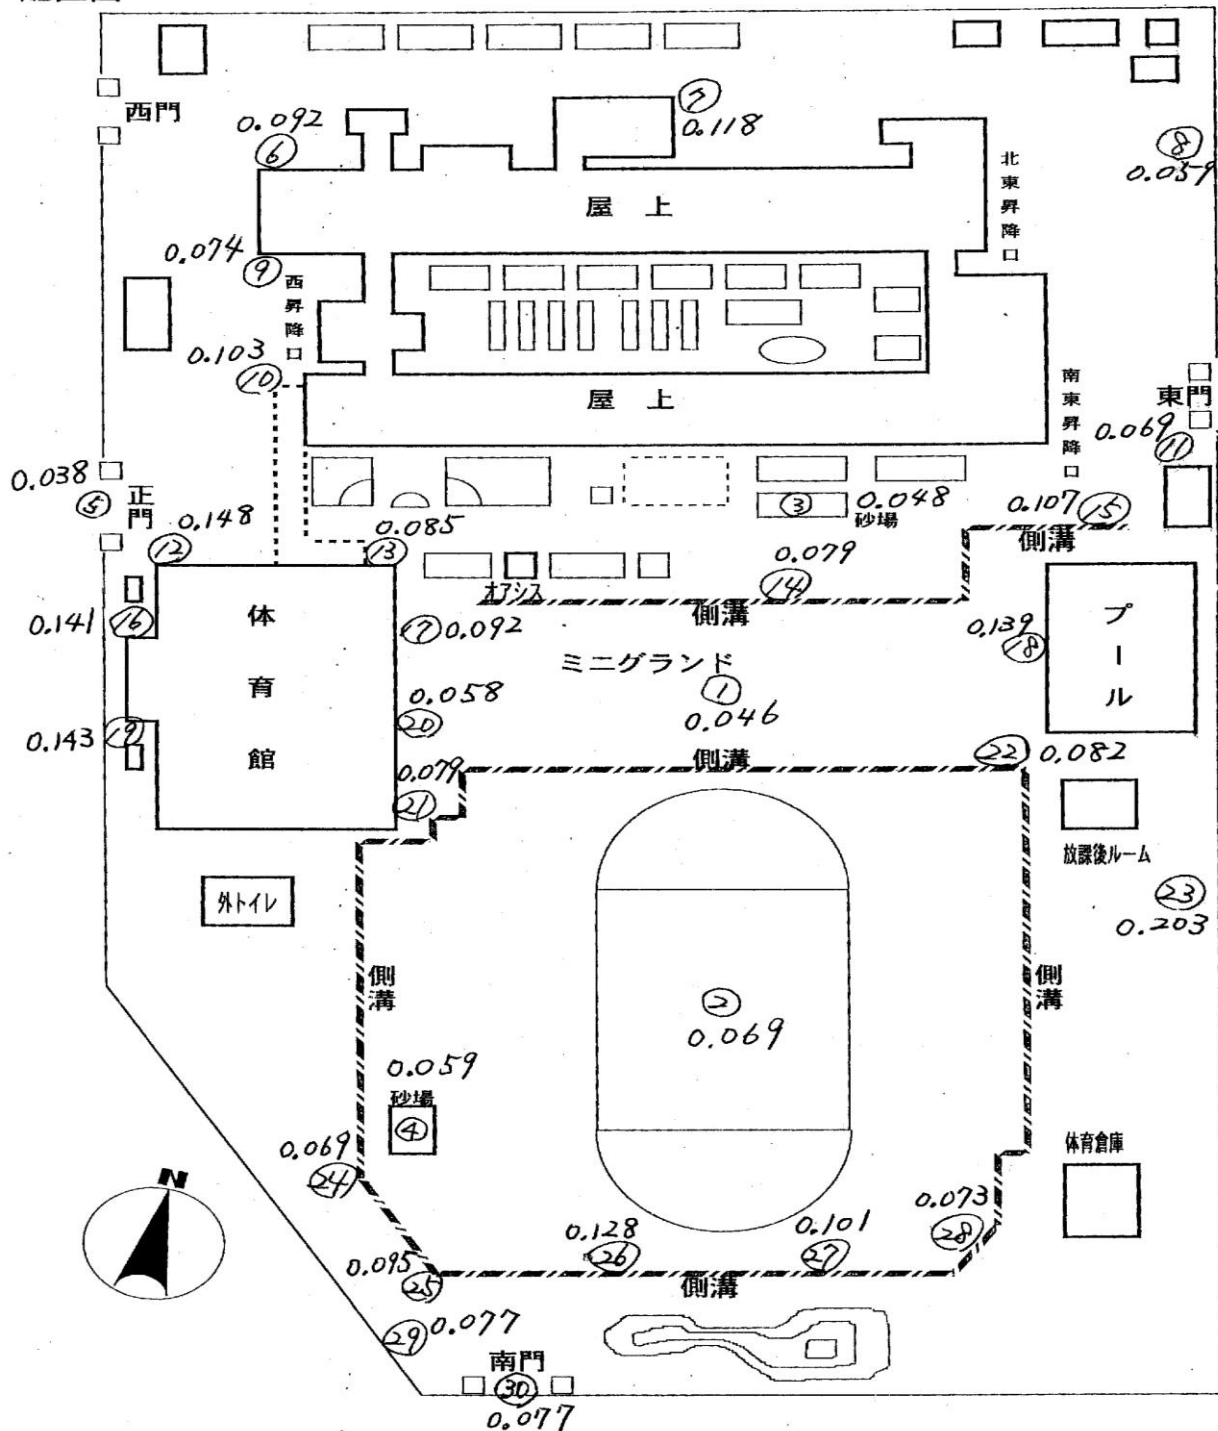 西門
0.092
⑥
⑦
0.118
⑧
0.059
北東昇降口
屋上
0.074
⑨
西昇降口
0.103
⑩
屋上
南東昇降口
東門
0.069
⑪
0.038
⑤
正門
0.148
⑫
0.085
⑬
③
0.048
砂場
0.107
⑮
側溝
オアシス
0.079
⑭
側溝
0.141
⑯
体育館
⑦ 0.092
ミニグランド
①
0.046
0.139
⑱
プール
0.058
⑳
0.143
⑲
側溝
㉒ 0.082
0.079
㉑
放課後ルーム
外トイレ
㉓
0.203
側溝
側溝
②
0.069
0.059
砂場
④
0.069
㉔
体育倉庫
N
0.095
㉕
0.128
㉖
0.101
㉗
0.073
㉘
側溝
㉙ 0.077
南門
㉚
0.077